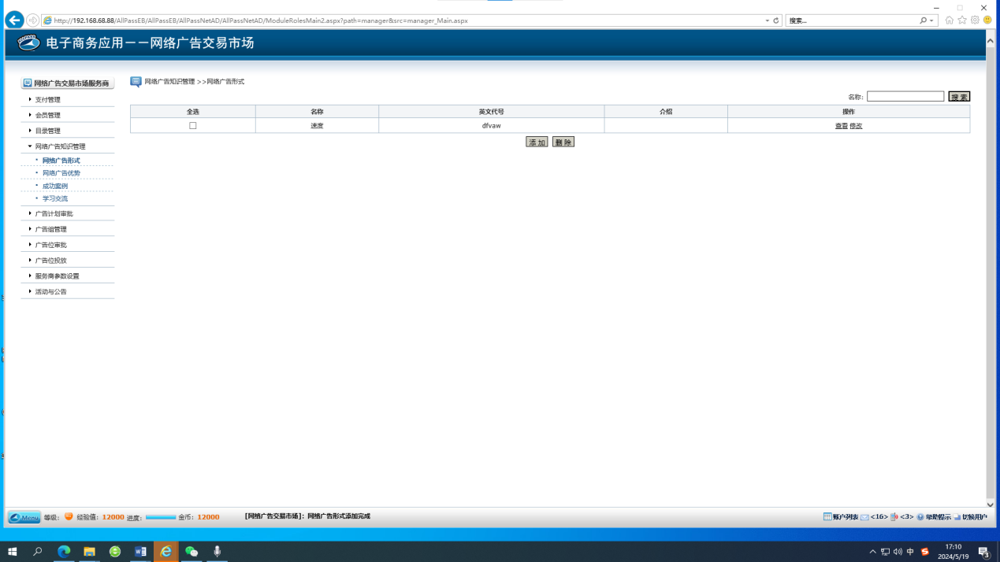 http://192.168.68.88/AllPassEB/AllPassEB/AllPassNetAD/AllPassNetAD/ModuleRolesMain2.aspx?path=manager&src=manager_Main.aspx
搜索...
电子商务应用－－网络广告交易市场
网络广告交易市场服务商
支付管理
会员管理
目录管理
网络广告知识管理
网络广告形式
网络广告优势
成功案例
学习交流
广告计划审批
广告组管理
广告位审批
广告位投放
服务商参数设置
活动与公告
网络广告知识管理 >>网络广告形式
名称: 搜 索
全选 名称 英文代号 介绍 操作
速度 dfvaw 查看 修改
添 加 删 除
Menu 等级: 经验值: 12000 进度: 金币: 12000 [网络广告交易市场]: 网络广告形式添加完成 账户列表 <16> <3> 帮助提示 切换用户
中 17:10
2024/5/19
3